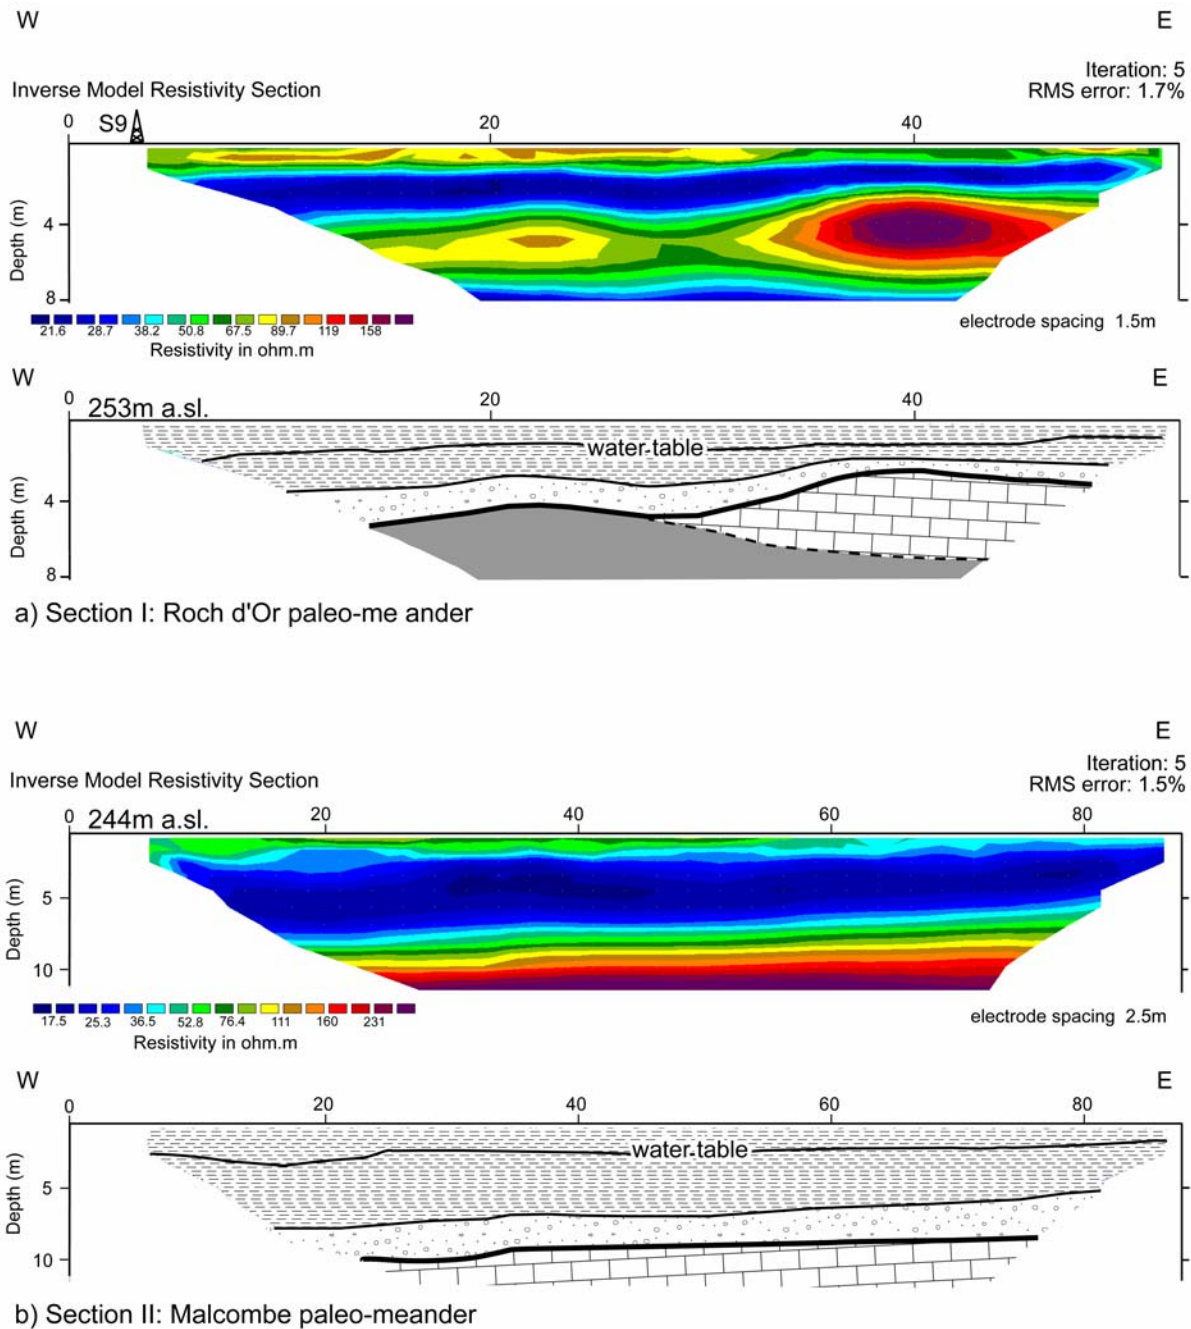 W E
Iteration: 5
Inverse Model Resistivity Section RMS error: 1.7%
0 S9 20 40
Depth (m)
4
8
21.6 28.7 38.2 50.8 67.5 89.7 119 158
electrode spacing 1.5m
Resistivity in ohm.m
W E
0 253m a.sl. 20 40
water table
Depth (m)
4
8
a) Section I: Roch d'Or paleo-me ander
W E
Iteration: 5
Inverse Model Resistivity Section RMS error: 1.5%
0 244m a.sl. 20 40 60 80
Depth (m)
5
10
17.5 25.3 36.5 52.8 76.4 111 160 231
electrode spacing 2.5m
Resistivity in ohm.m
W E
0 20 40 60 80
water table
Depth (m)
5
10
b) Section II: Malcombe paleo-meander